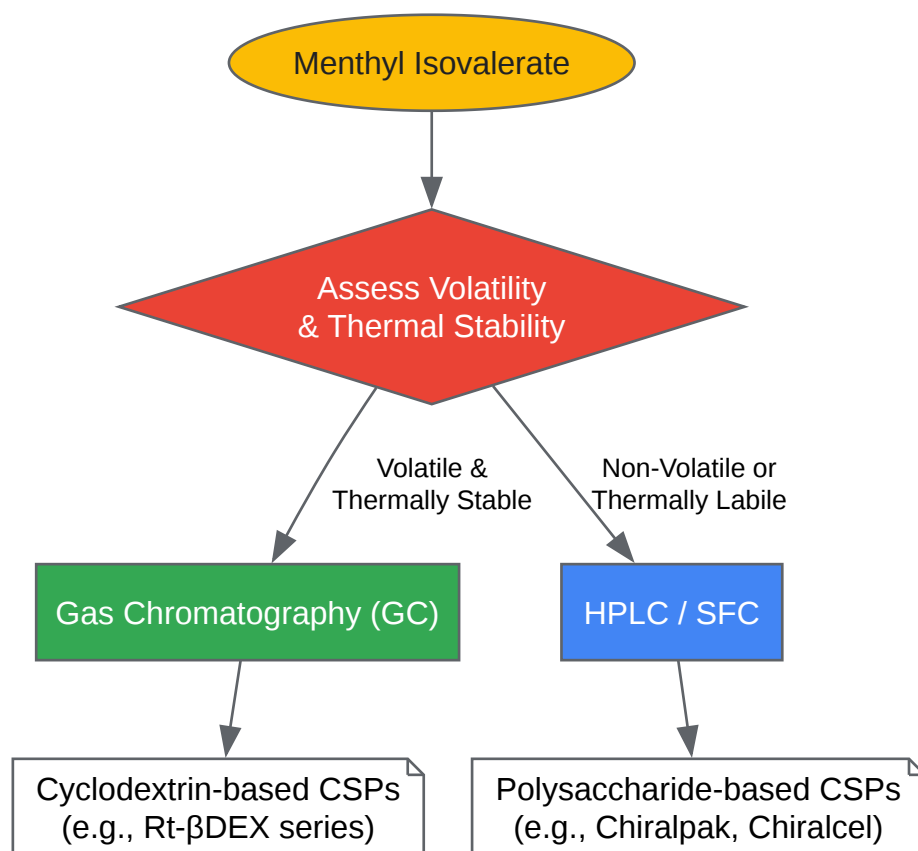 Menthyl Isovalerate
Assess Volatility
& Thermal Stability
Volatile &
Thermally Stable
Non-Volatile or
Thermally Labile
Gas Chromatography (GC)
HPLC / SFC
Cyclodextrin-based CSPs
(e.g., Rt-βDEX series)
Polysaccharide-based CSPs
(e.g., Chiralpak, Chiralcel)